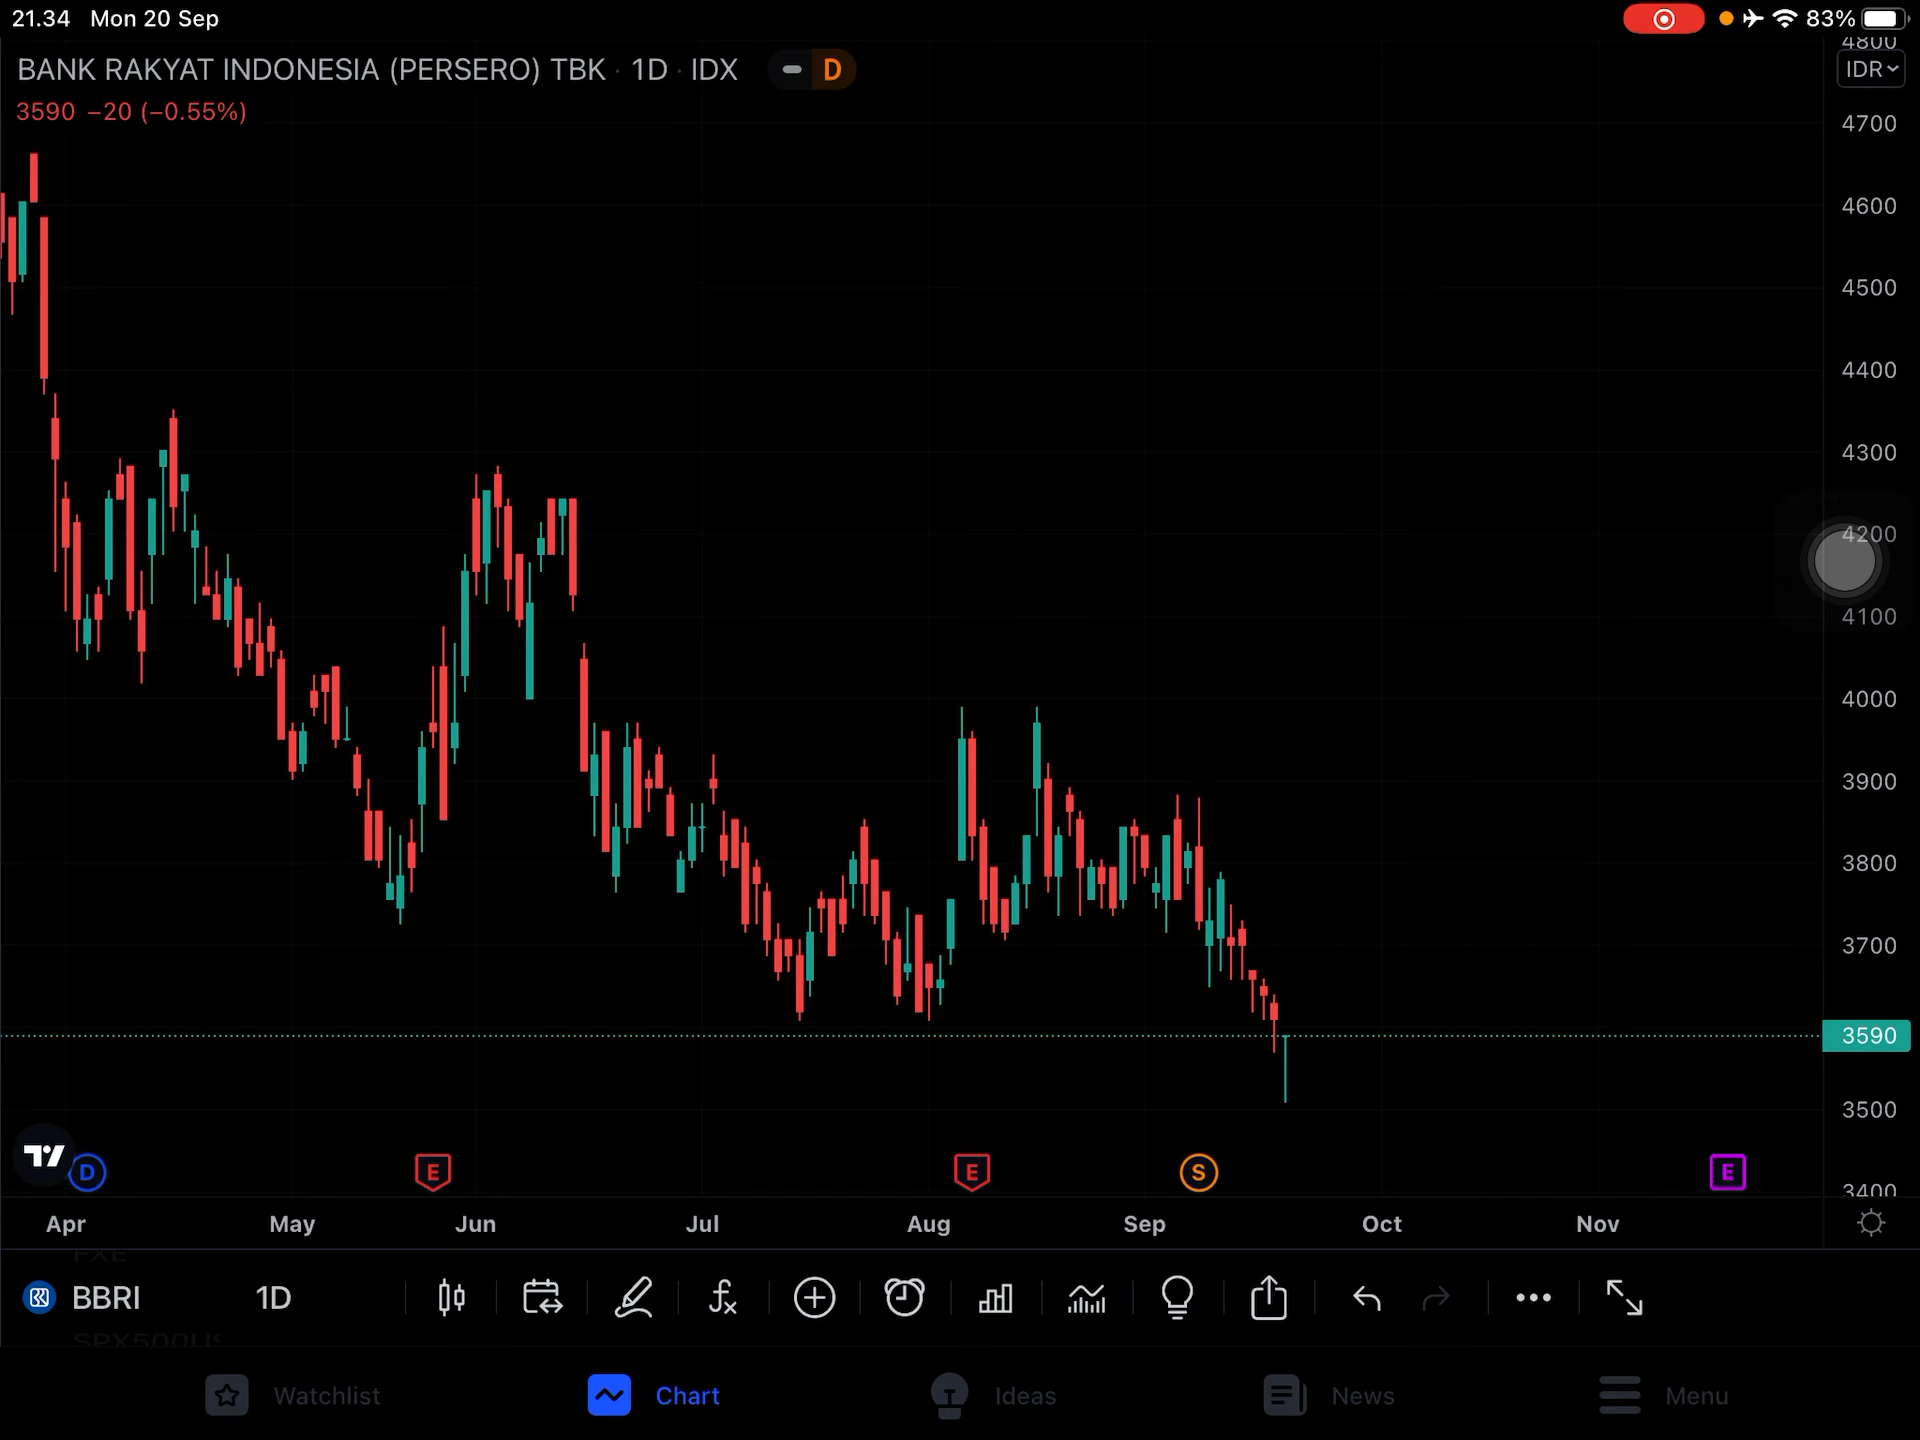 21.34 Mon 20 Sep
83%
BANK RAKYAT INDONESIA (PERSERO) TBK · 1D · IDX
D
IDR
3590 −20 (−0.55%)
4800
4700
4600
4500
4400
4300
4200
4100
4000
3900
3800
3700
3590
3500
3400
D
E
E
S
E
Apr
May
Jun
Jul
Aug
Sep
Oct
Nov
FXE
BBRI
1D
Watchlist
Chart
Ideas
News
Menu